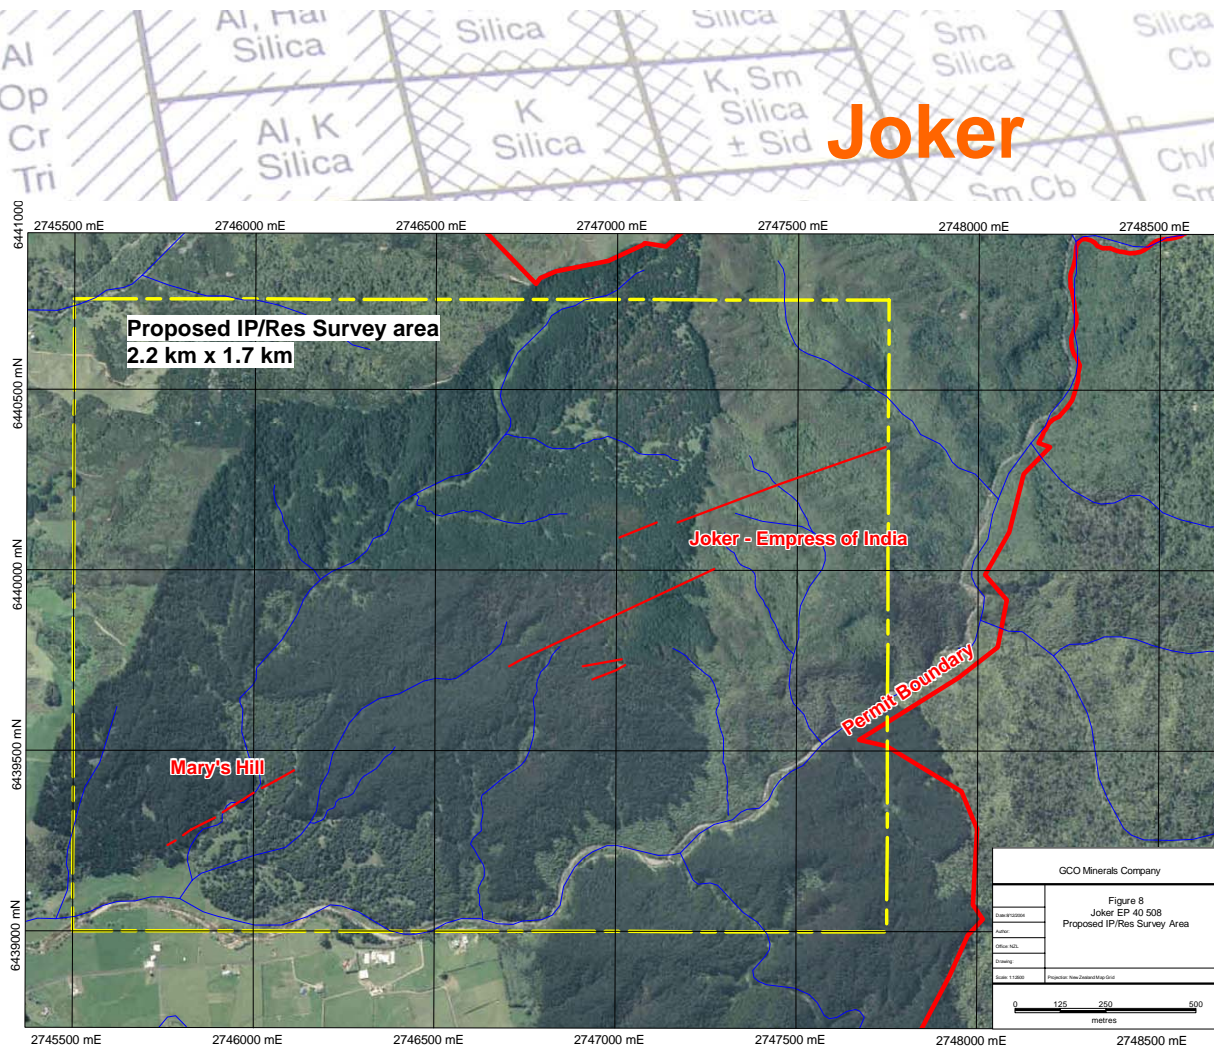 Al, Hal
Silica
Silica
Silica
Sm
Silica
Silica
Cb
Al
Op
Cr
Tri
Al, K
Silica
K
Silica
K, Sm
Silica
± Sid
Sm,Cb
Joker
2745500 mE
2746000 mE
2746500 mE
2747000 mE
2747500 mE
2748000 mE
2748500 mE
6441000
6440500 mN
6440000 mN
6439500 mN
6439000 mN
Proposed IP/Res Survey area
2.2 km x 1.7 km
Joker - Empress of India
Permit Boundary
Mary's Hill
GCO Minerals Company
Figure 8
Joker EP 40 508
Proposed IP/Res Survey Area
Author:
Office: NZL
Drawing:
Projection: New Zealand Map Grid
0 125 250 500
metres
2745500 mE
2746000 mE
2746500 mE
2747000 mE
2747500 mE
2748000 mE
2748500 mE